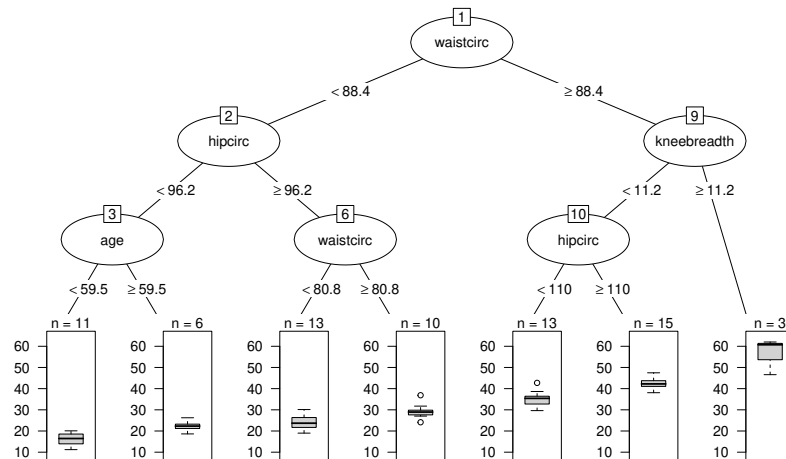 1
waistcirc
< 88.4
≥ 88.4
2
hipcirc
9
kneebreadth
< 96.2
≥ 96.2
< 11.2
≥ 11.2
3
age
6
waistcirc
10
hipcirc
< 59.5
≥ 59.5
< 80.8
≥ 80.8
< 110
≥ 110
n = 11
n = 6
n = 13
n = 10
n = 13
n = 15
n = 3
60 60 60 60 60 60 60
50 50 50 50 50 50 50
40 40 40 40 40 40 40
30 30 30 30 30 30 30
20 20 20 20 20 20 20
10 10 10 10 10 10 10